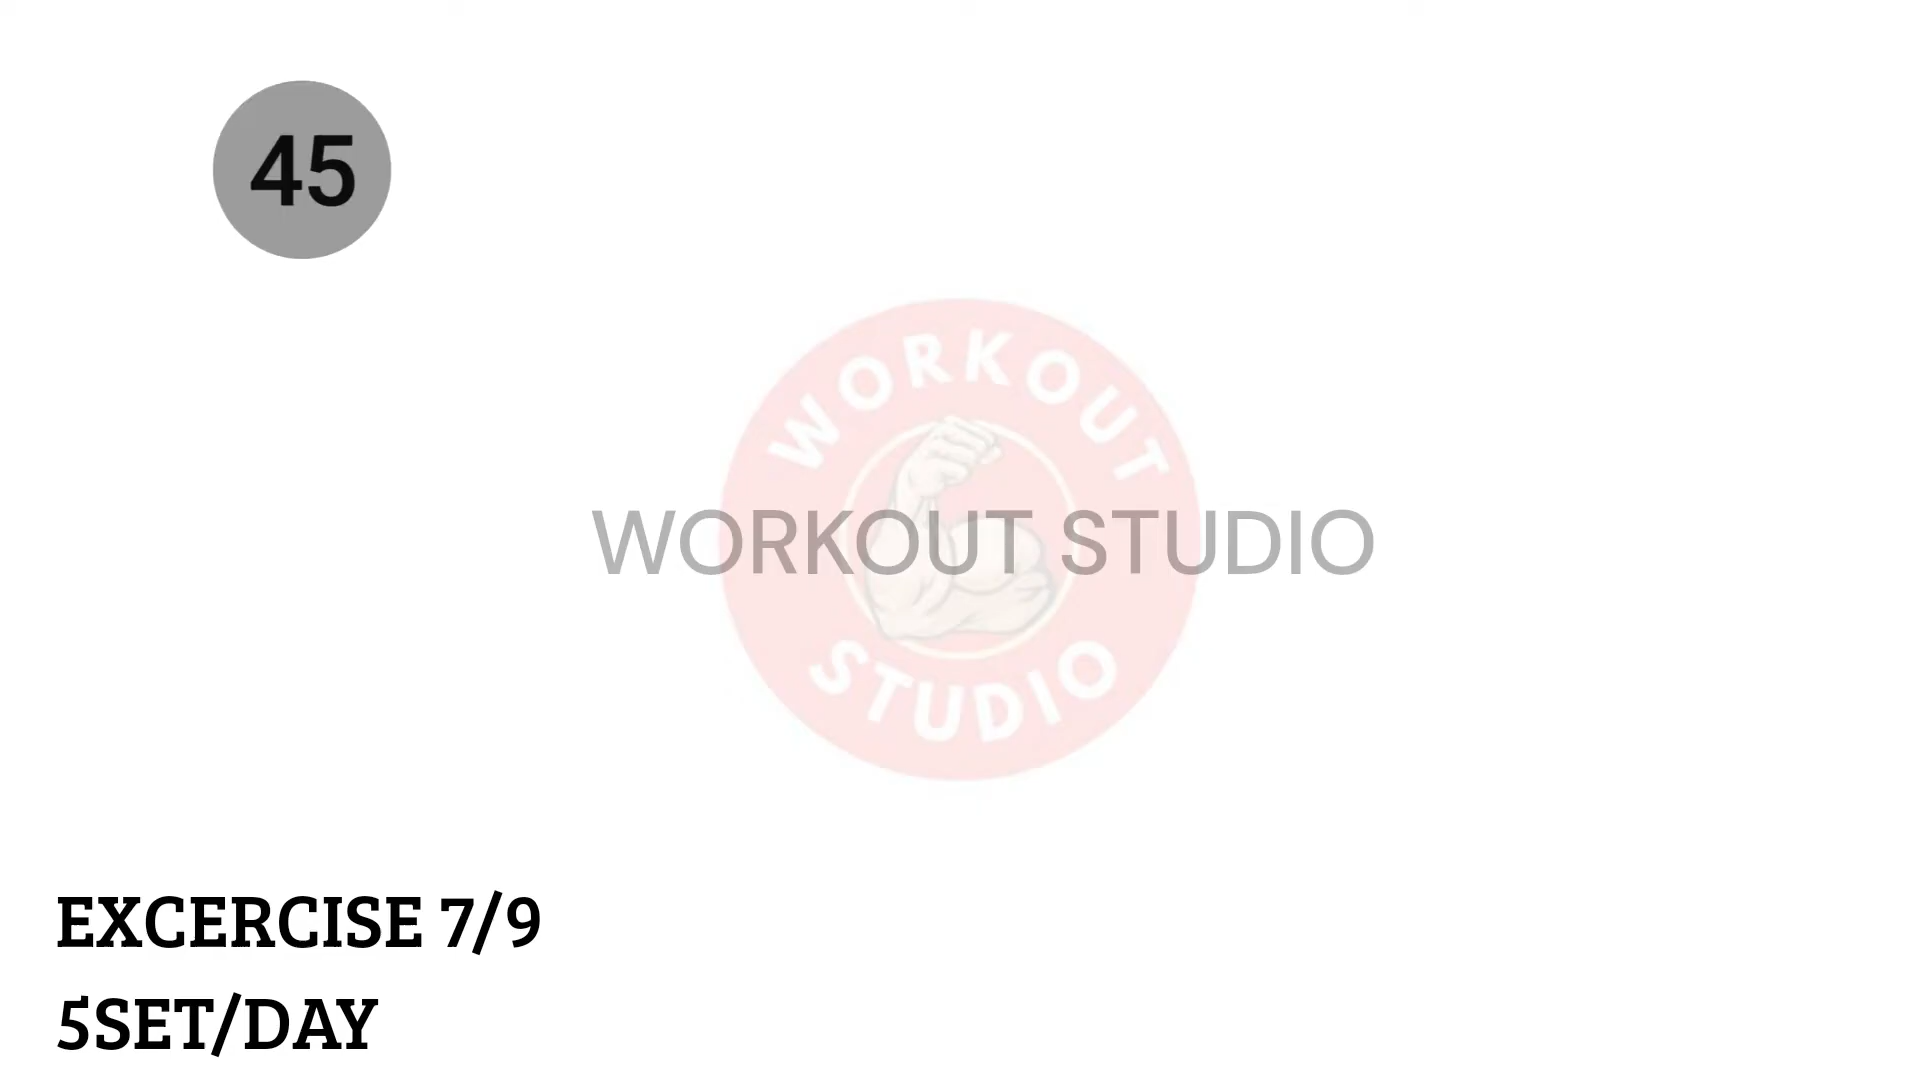 45
WORKOUT
WORKOUT STUDIO
STUDIO
EXCERCISE 7/9
5SET/DAY